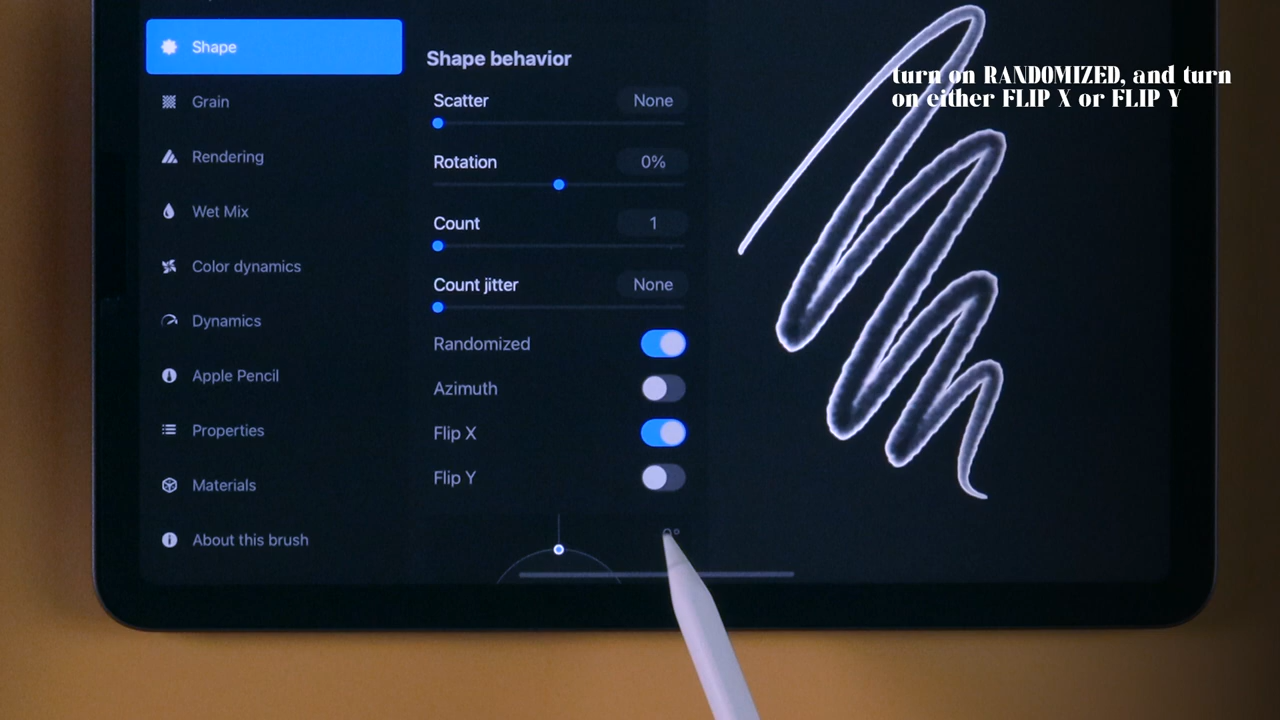 Shape
Grain
Rendering
Wet Mix
Color dynamics
Dynamics
Apple Pencil
Properties
Materials
About this brush
Shape behavior
Scatter None
Rotation 0%
Count 1
Count jitter None
Randomized
Azimuth
Flip X
Flip Y
turn on RANDOMIZED, and turn
on either FLIP X or FLIP Y